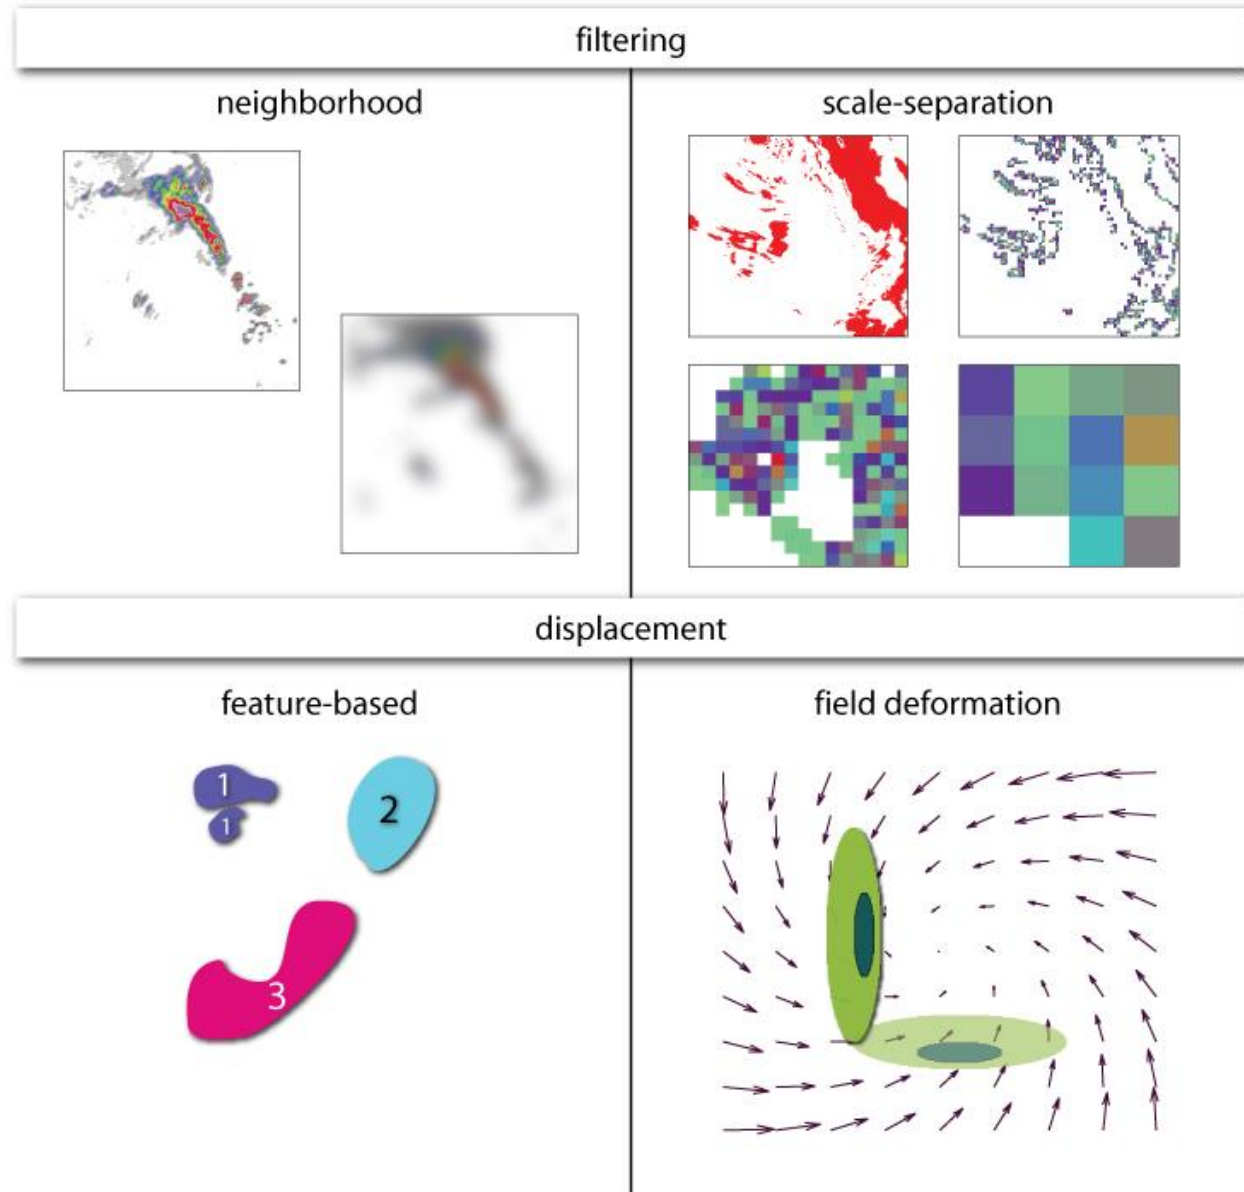 filtering
neighborhood
scale-separation
displacement
feature-based
field deformation
1
1
2
3